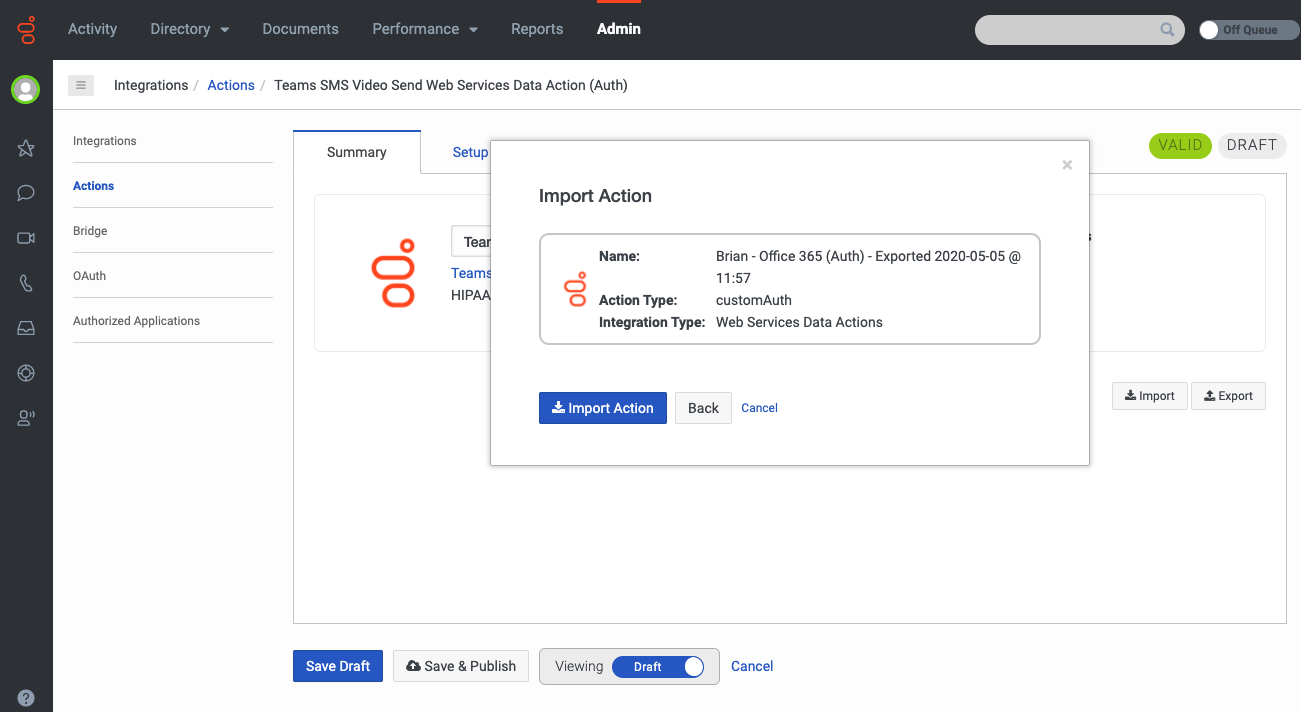 Activity Directory Documents Performance Reports Admin Off Queue
Integrations / Actions / Teams SMS Video Send Web Services Data Action (Auth)
Integrations
Actions
Bridge
OAuth
Authorized Applications
Summary Setup
VALID DRAFT
Teams
HIPAA
Import Action
Name: Brian - Office 365 (Auth) - Exported 2020-05-05 @
11:57
Action Type: customAuth
Integration Type: Web Services Data Actions
Import Action Back Cancel
Import Export
Save Draft Save & Publish Viewing Draft Cancel